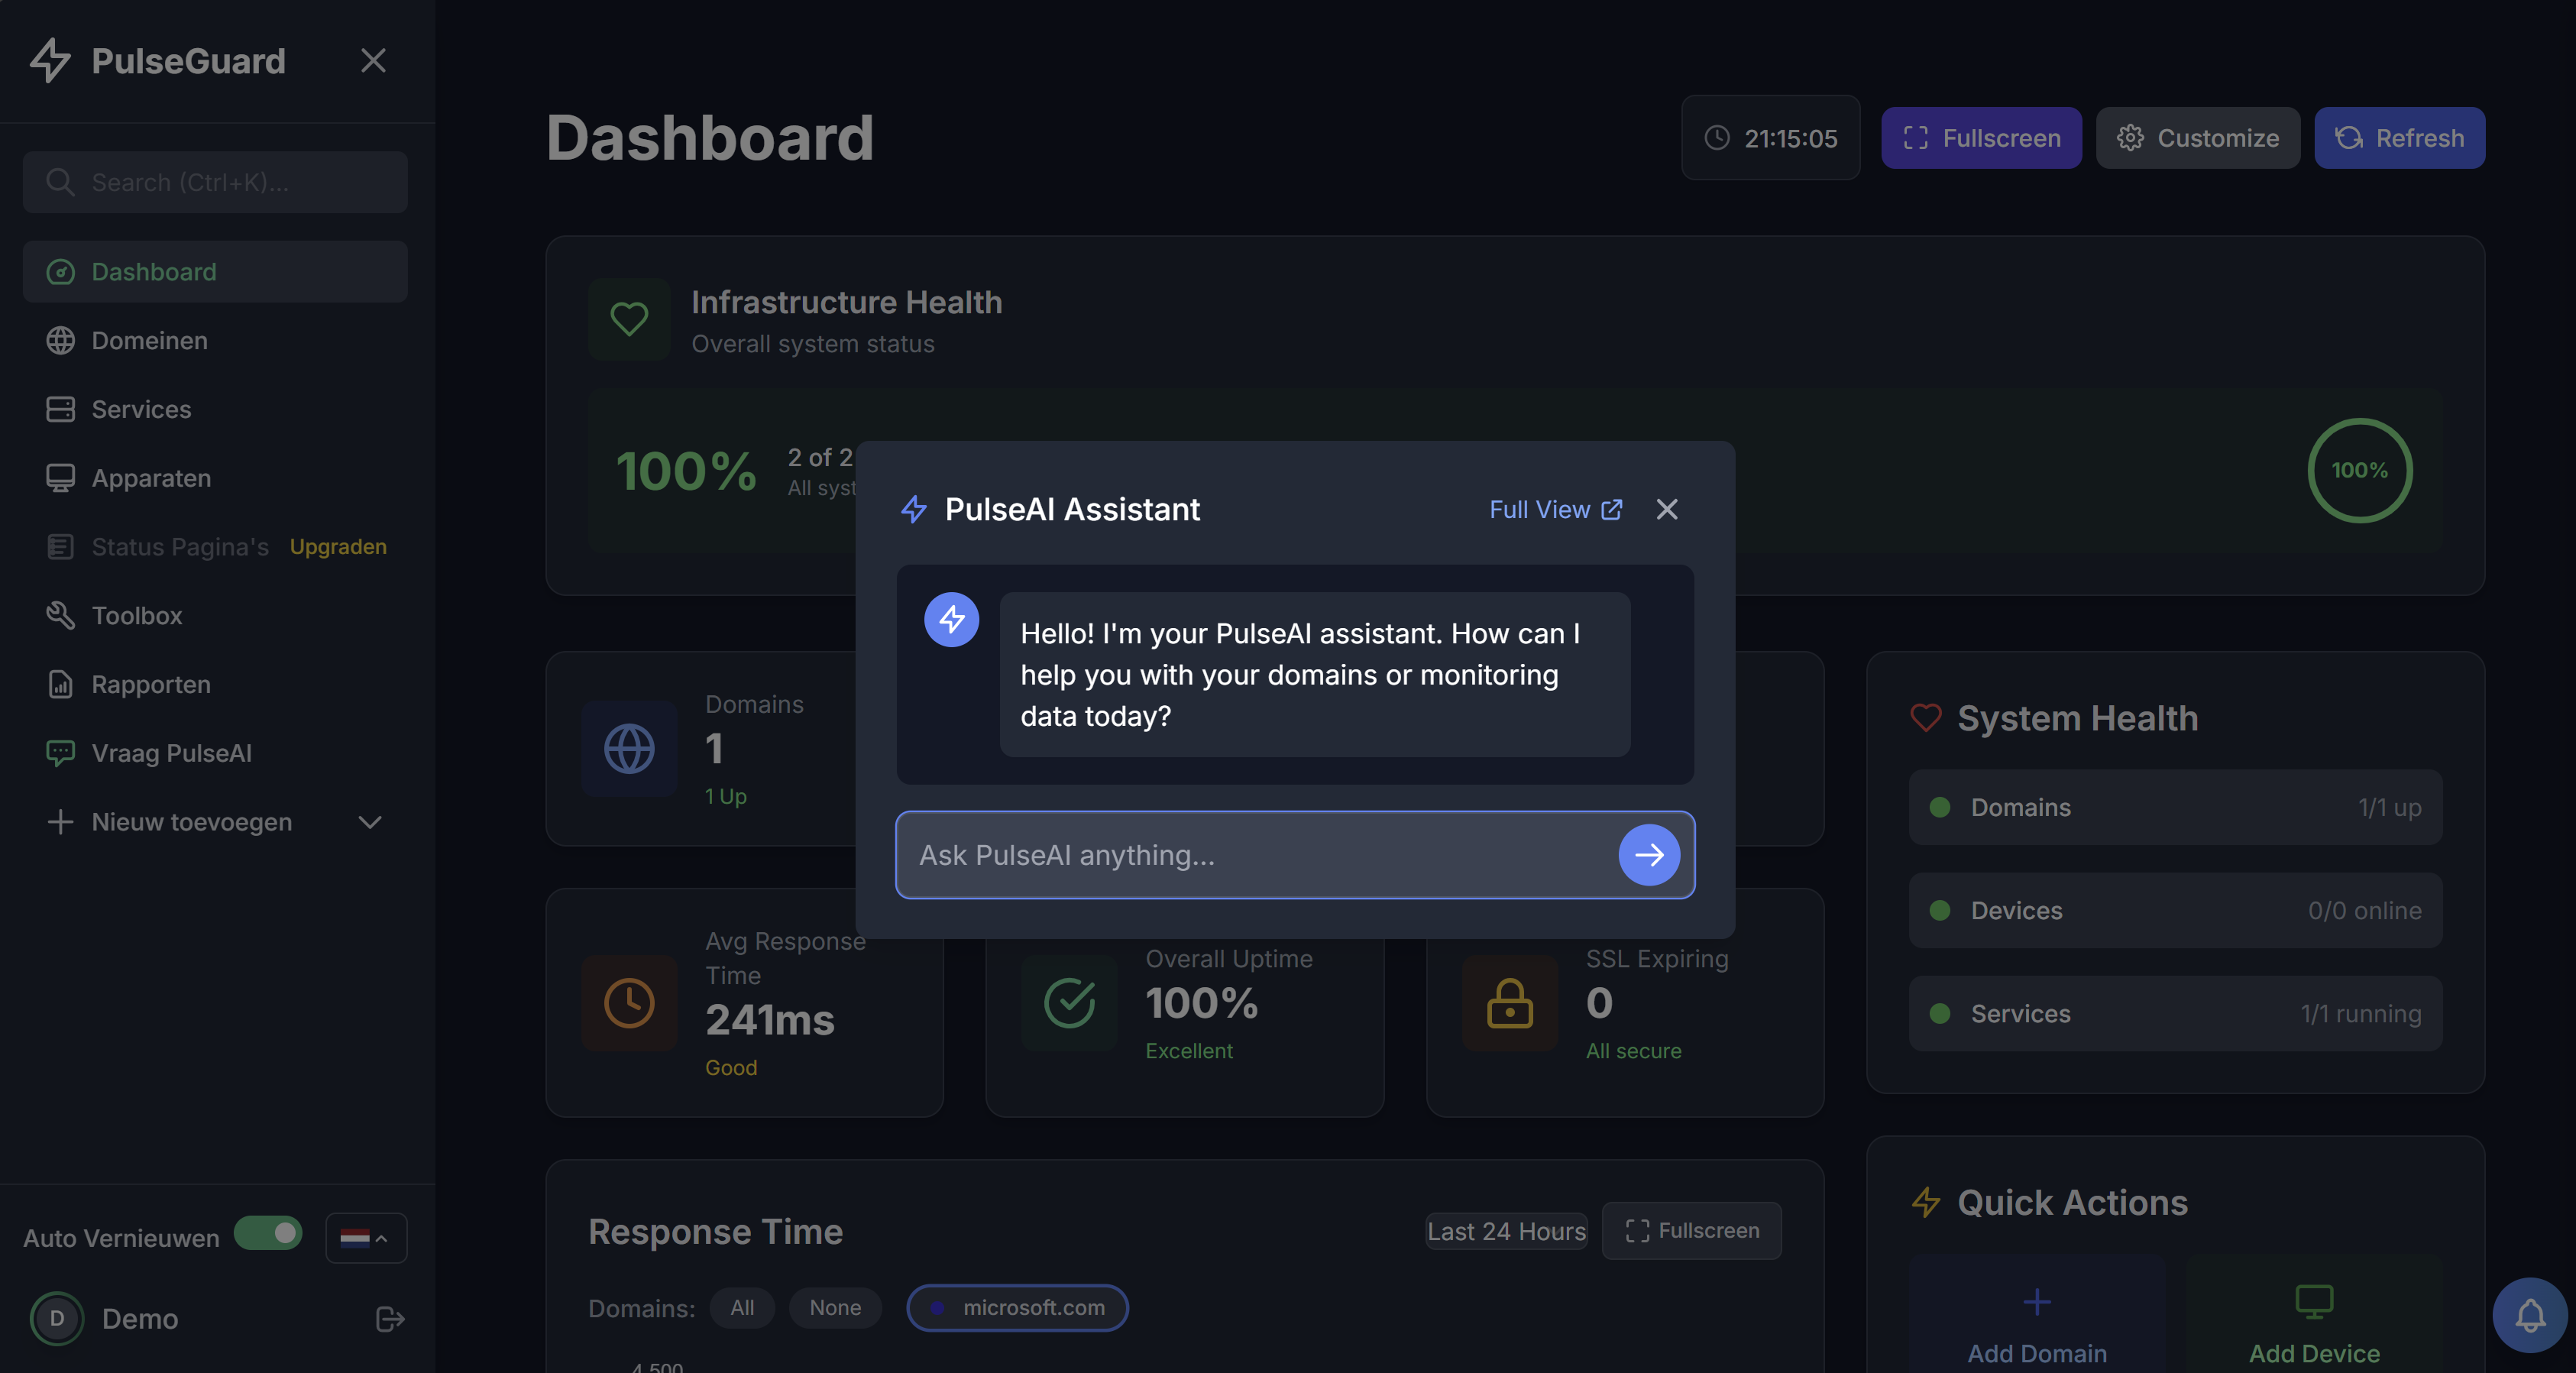 PulseGuard
Search (Ctrl+K)...
Dashboard
Domeinen
Services
Apparaten
Status Pagina's Upgraden
Toolbox
Rapporten
Vraag PulseAI
Nieuw toevoegen
Auto Vernieuwen
D Demo
Dashboard
21:15:05
Fullscreen
Customize
Refresh
Infrastructure Health
Overall system status
100%
2 of 2
All syst
100%
PulseAI Assistant
Full View
Hello! I'm your PulseAI assistant. How can I
help you with your domains or monitoring
data today?
Ask PulseAI anything...
Domains
1
1 Up
Avg Response
Time
241ms
Good
Overall Uptime
100%
Excellent
SSL Expiring
0
All secure
System Health
Domains 1/1 up
Devices 0/0 online
Services 1/1 running
Response Time
Last 24 Hours
Fullscreen
Domains: All None microsoft.com
4.500
Quick Actions
Add Domain
Add Device